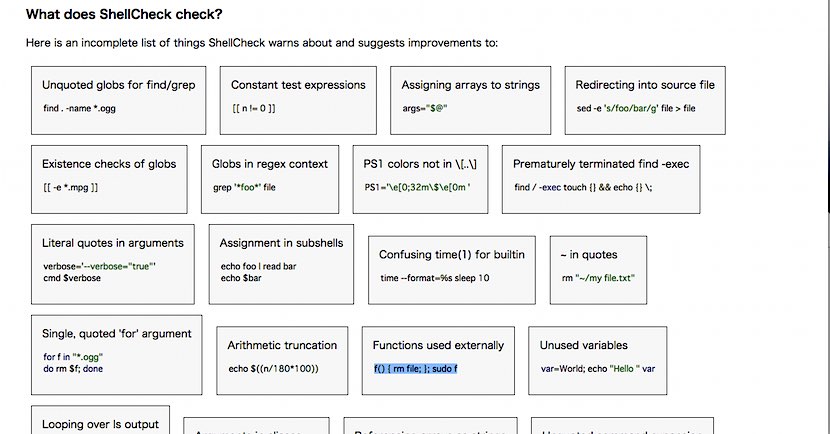 What does ShellCheck check?
Here is an incomplete list of things ShellCheck warns about and suggests improvements to:
Unquoted globs for find/grep
find . -name *.ogg
Constant test expressions
[[ n != 0 ]]
Assigning arrays to strings
args="$@"
Redirecting into source file
sed -e 's/foo/bar/g' file > file
Existence checks of globs
[[ -e *.mpg ]]
Globs in regex context
grep '*foo*' file
PS1 colors not in \[..\]
PS1='\e[0;32m\$\e[0m '
Prematurely terminated find -exec
find / -exec touch {} && echo {} \;
Literal quotes in arguments
verbose='--verbose="true"'
cmd $verbose
Assignment in subshells
echo foo | read bar
echo $bar
Confusing time(1) for builtin
time --format=%s sleep 10
~ in quotes
rm "~/my file.txt"
Single, quoted 'for' argument
for f in "*.ogg"
do rm $f; done
Arithmetic truncation
echo $((n/180*100))
Functions used externally
f() { rm file; }; sudo f
Unused variables
var=World; echo "Hello " var
Looping over ls output